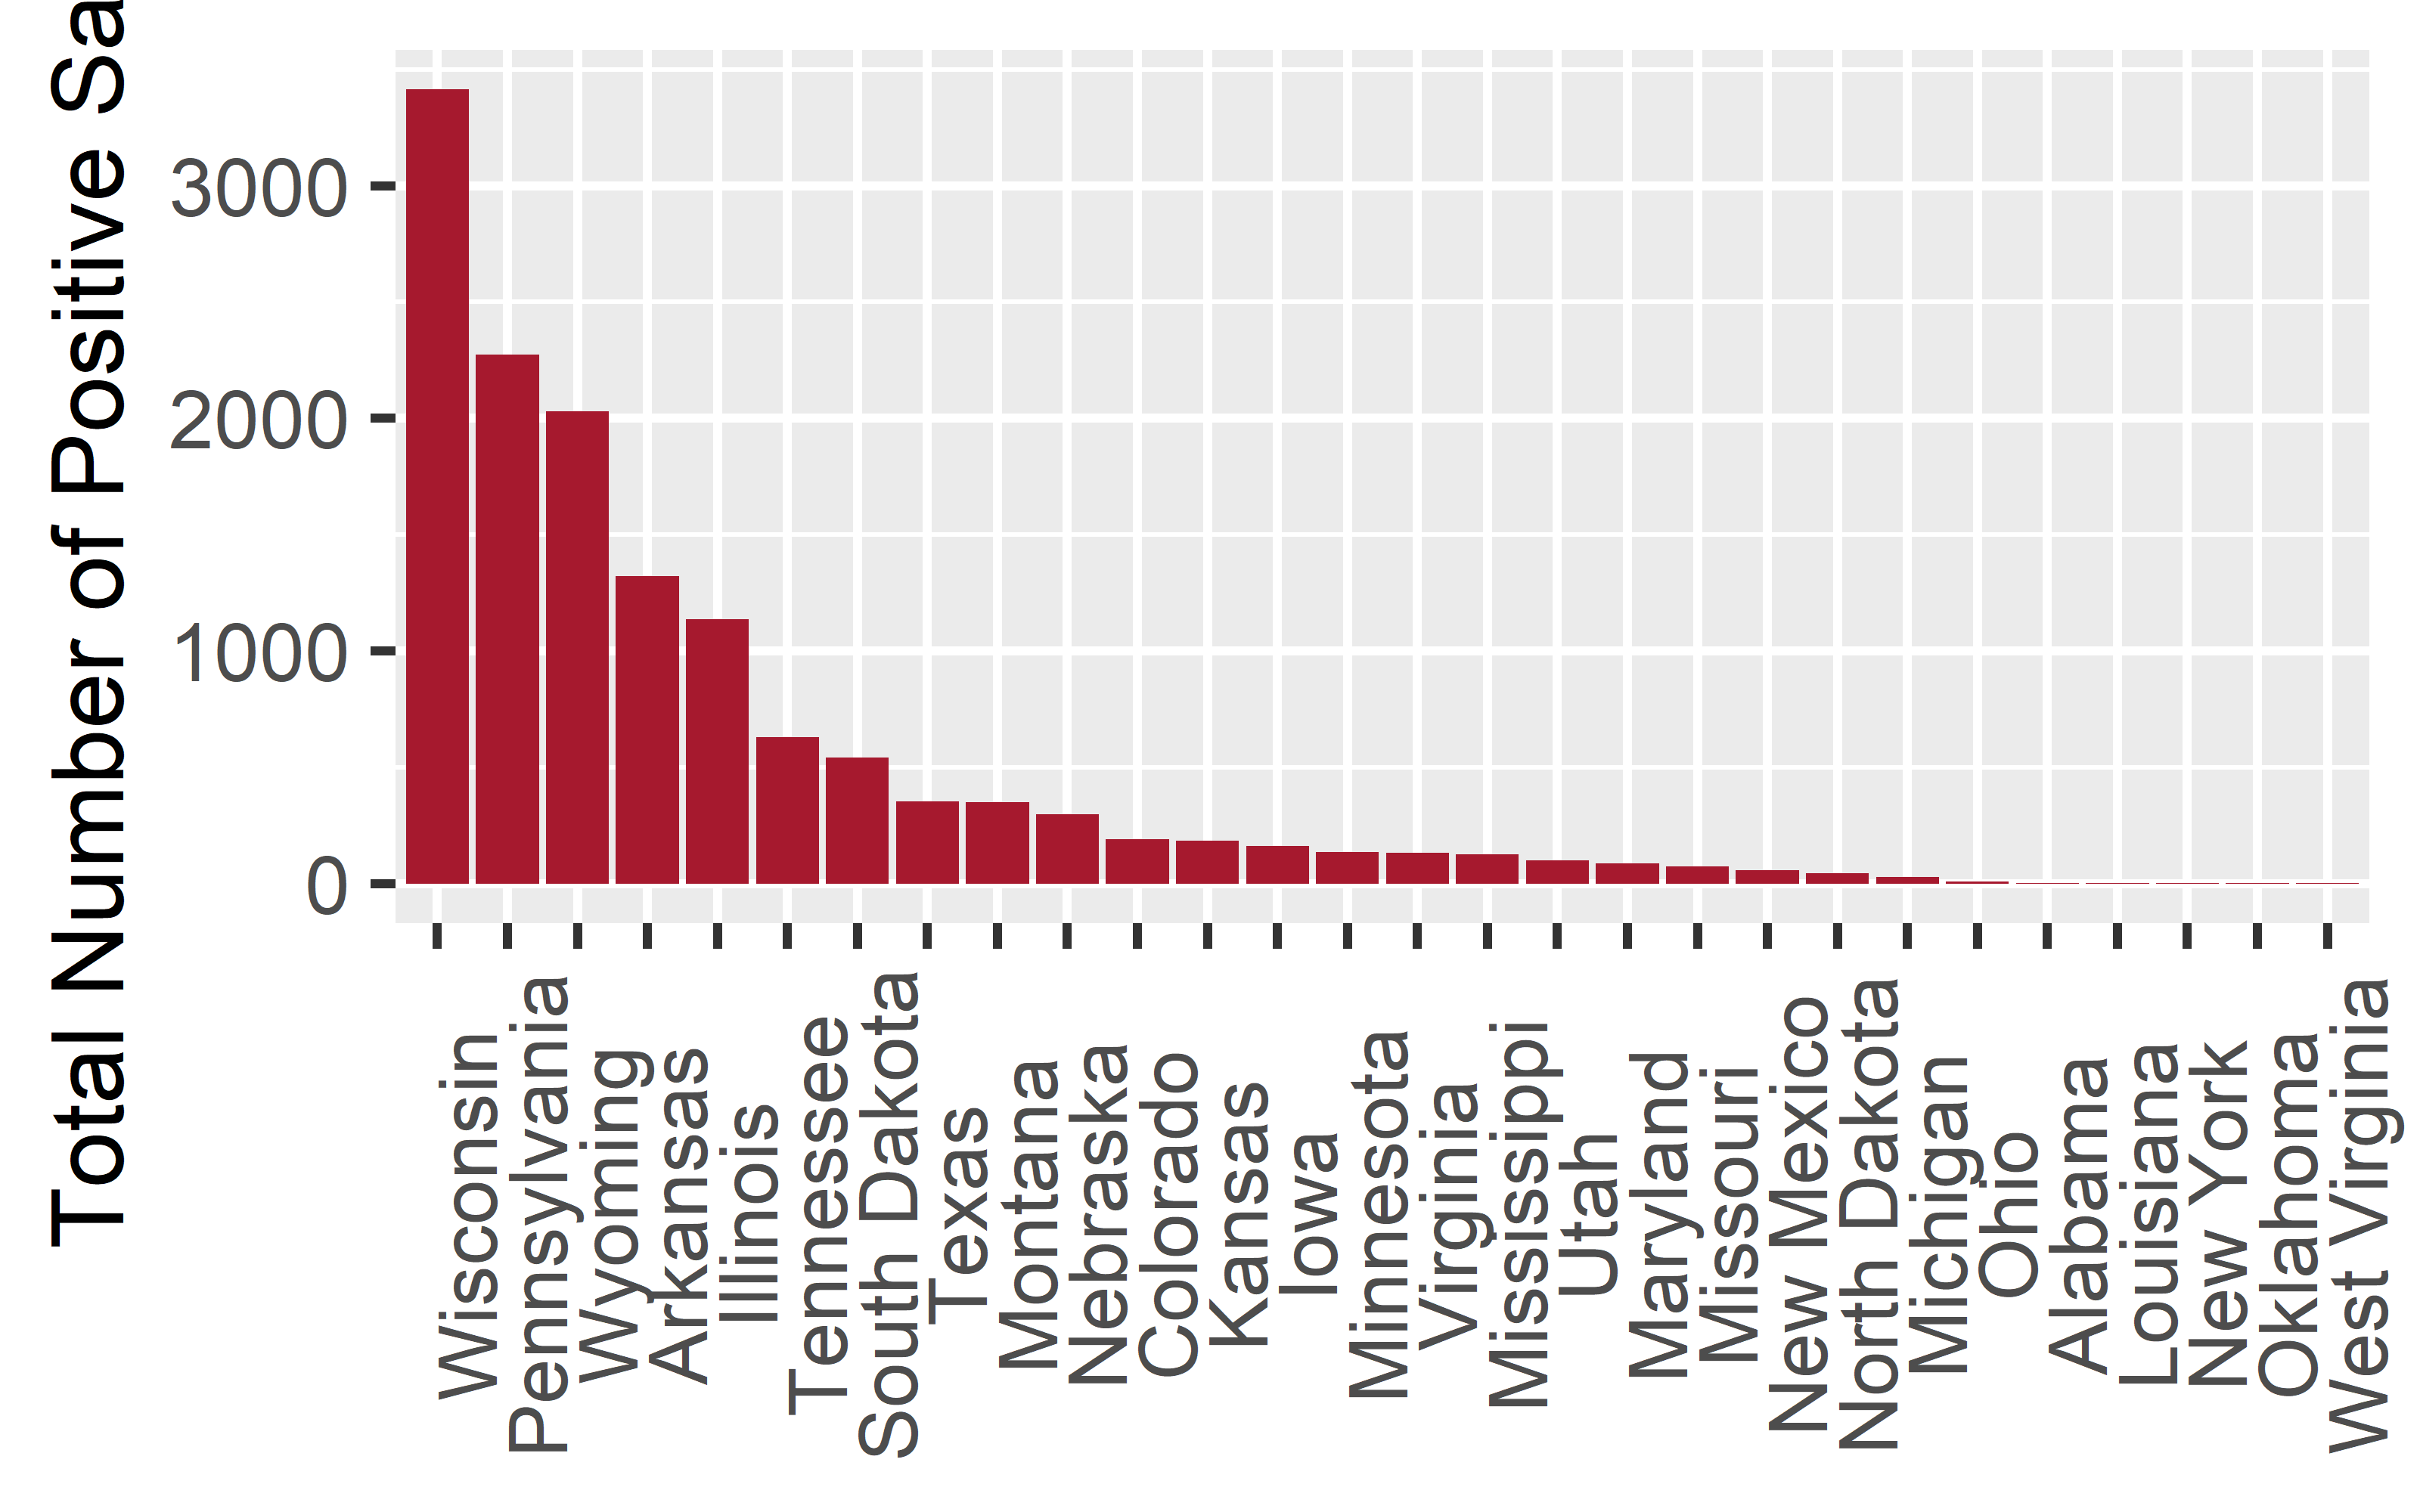 Total Number of Positive Sa
3000
2000
1000
0
Wisconsin
Pennsylvania
Wyoming
Arkansas
Illinois
Tennessee
South Dakota
Texas
Montana
Nebraska
Colorado
Kansas
Iowa
Minnesota
Virginia
Mississippi
Utah
Maryland
Missouri
New Mexico
North Dakota
Michigan
Ohio
Alabama
Louisiana
New York
Oklahoma
West Virginia